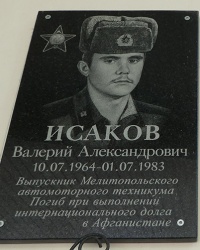 ИСАКОВ
Валерий Александрович
10.07.1964-01.07.1983
Выпускник Мелитопольского
автомоторного техникума
Погиб при выполнении
интернационального долга
в Афганистане